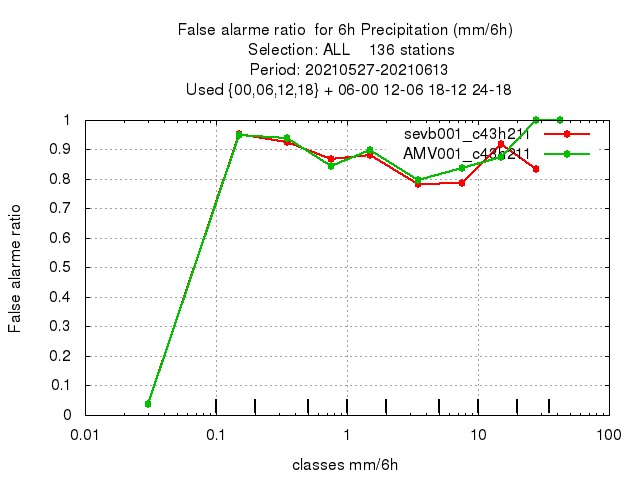 False alarme ratio  for 6h Precipitation (mm/6h)
Selection: ALL    136 stations
Period: 20210527-20210613
Used {00,06,12,18} + 06-00 12-06 18-12 24-18
sevb001_c43h211
AMV001_c43h211
1
0.9
0.8
0.7
0.6
0.5
0.4
0.3
0.2
0.1
0
False alarme ratio
0.01 0.1 1 10 100
classes mm/6h